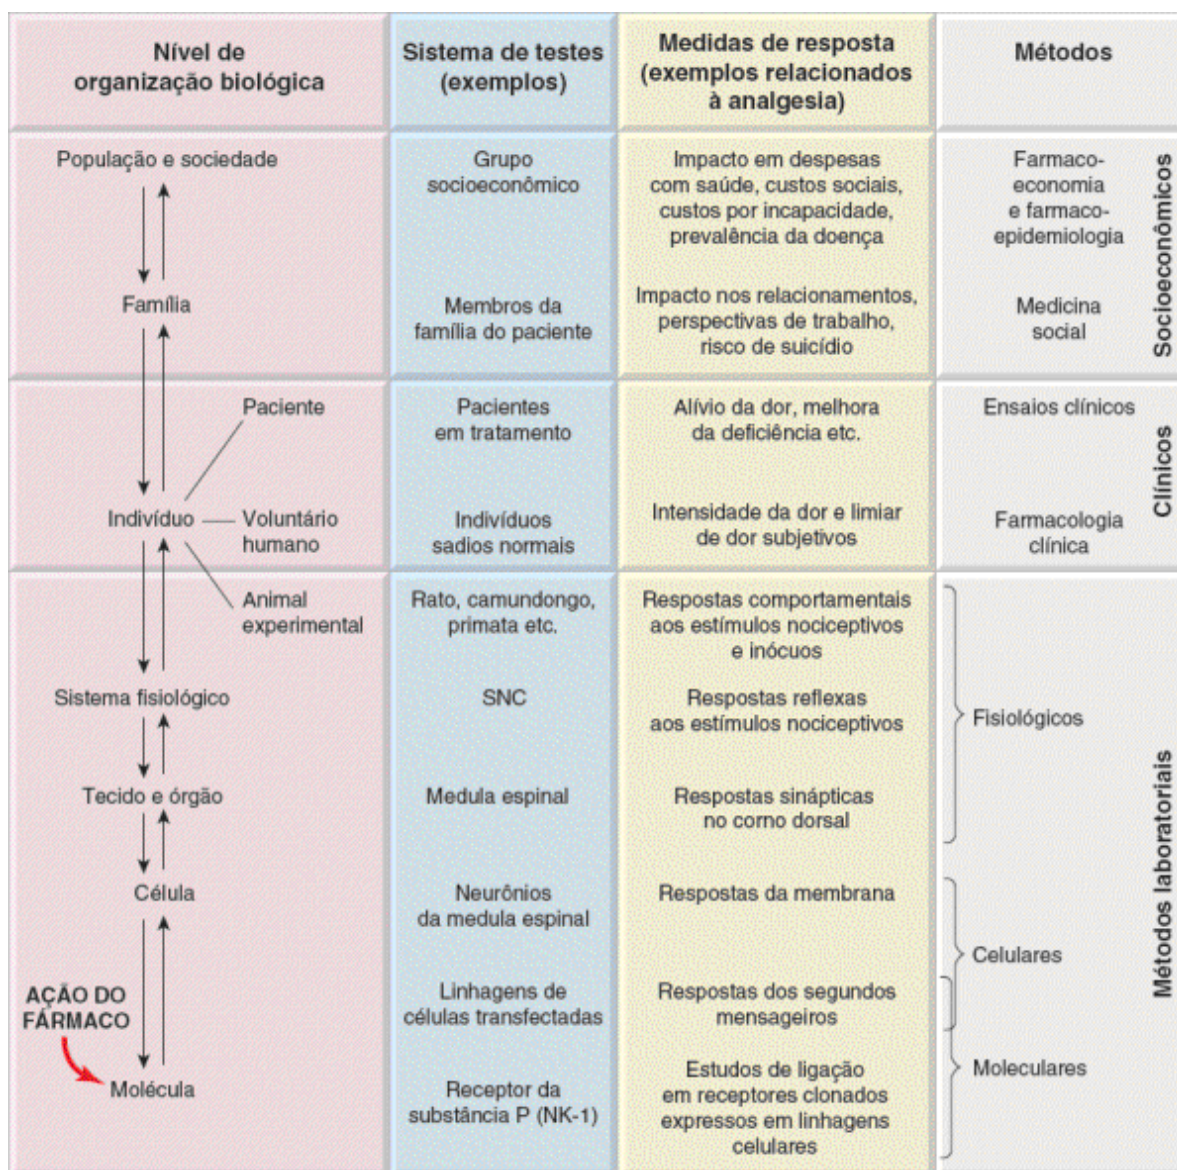 Nível de
organização biológica
Sistema de testes
(exemplos)
Medidas de resposta
(exemplos relacionados
à analgesia)
Métodos
População e sociedade
Grupo
socioeconômico
Impacto em despesas
com saúde, custos sociais,
custos por incapacidade,
prevalência da doença
Farmaco-
economia
e farmaco-
epidemiologia
Família
Membros da
família do paciente
Impacto nos relacionamentos,
perspectivas de trabalho,
risco de suicídio
Medicina
social
Socioeconômicos
Paciente
Pacientes
em tratamento
Alívio da dor, melhora
da deficiência etc.
Ensaios clínicos
Indivíduo
Voluntário
humano
Indivíduos
sadios normais
Intensidade da dor e limiar
de dor subjetivos
Farmacologia
clínica
Clínicos
Animal
experimental
Rato, camundongo,
primata etc.
Respostas comportamentais
aos estímulos nociceptivos
e inócuos
Sistema fisiológico
SNC
Respostas reflexas
aos estímulos nociceptivos
Fisiológicos
Tecido e órgão
Medula espinal
Respostas sinápticas
no corno dorsal
Célula
Neurônios
da medula espinal
Respostas da membrana
Celulares
AÇÃO DO
FÁRMACO
Linhagens de
células transfectadas
Respostas dos segundos
mensageiros
Molécula
Receptor da
substância P (NK-1)
Estudos de ligação
em receptores clonados
expressos em linhagens
celulares
Moleculares
Métodos laboratoriais